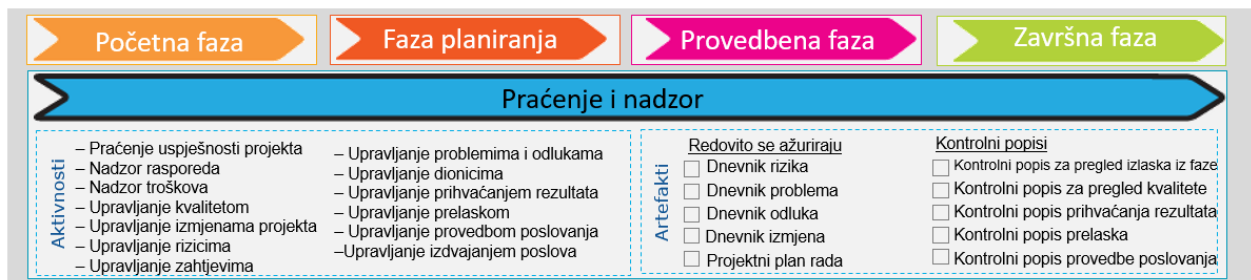 Početna faza
Faza planiranja
Provedbena faza
Završna faza
Praćenje i nadzor
Aktivnosti
– Praćenje uspješnosti projekta
– Nadzor rasporeda
– Nadzor troškova
– Upravljanje kvalitetom
– Upravljanje izmjenama projekta
– Upravljanje rizicima
– Upravljanje zahtjevima
– Upravljanje problemima i odlukama
– Upravljanje dionicima
– Upravljanje prihvaćanjem rezultata
– Upravljanje prelaskom
– Upravljanje provedbom poslovanja
–Upravljanje izdvajanjem poslova
Artefakti
Redovito se ažuriraju
Dnevnik rizika
Dnevnik problema
Dnevnik odluka
Dnevnik izmjena
Projektni plan rada
Kontrolni popisi
Kontrolni popis za pregled izlaska iz faze
Kontrolni popis za pregled kvalitete
Kontrolni popis prihvaćanja rezultata
Kontrolni popis prelaska
Kontrolni popis provedbe poslovanja